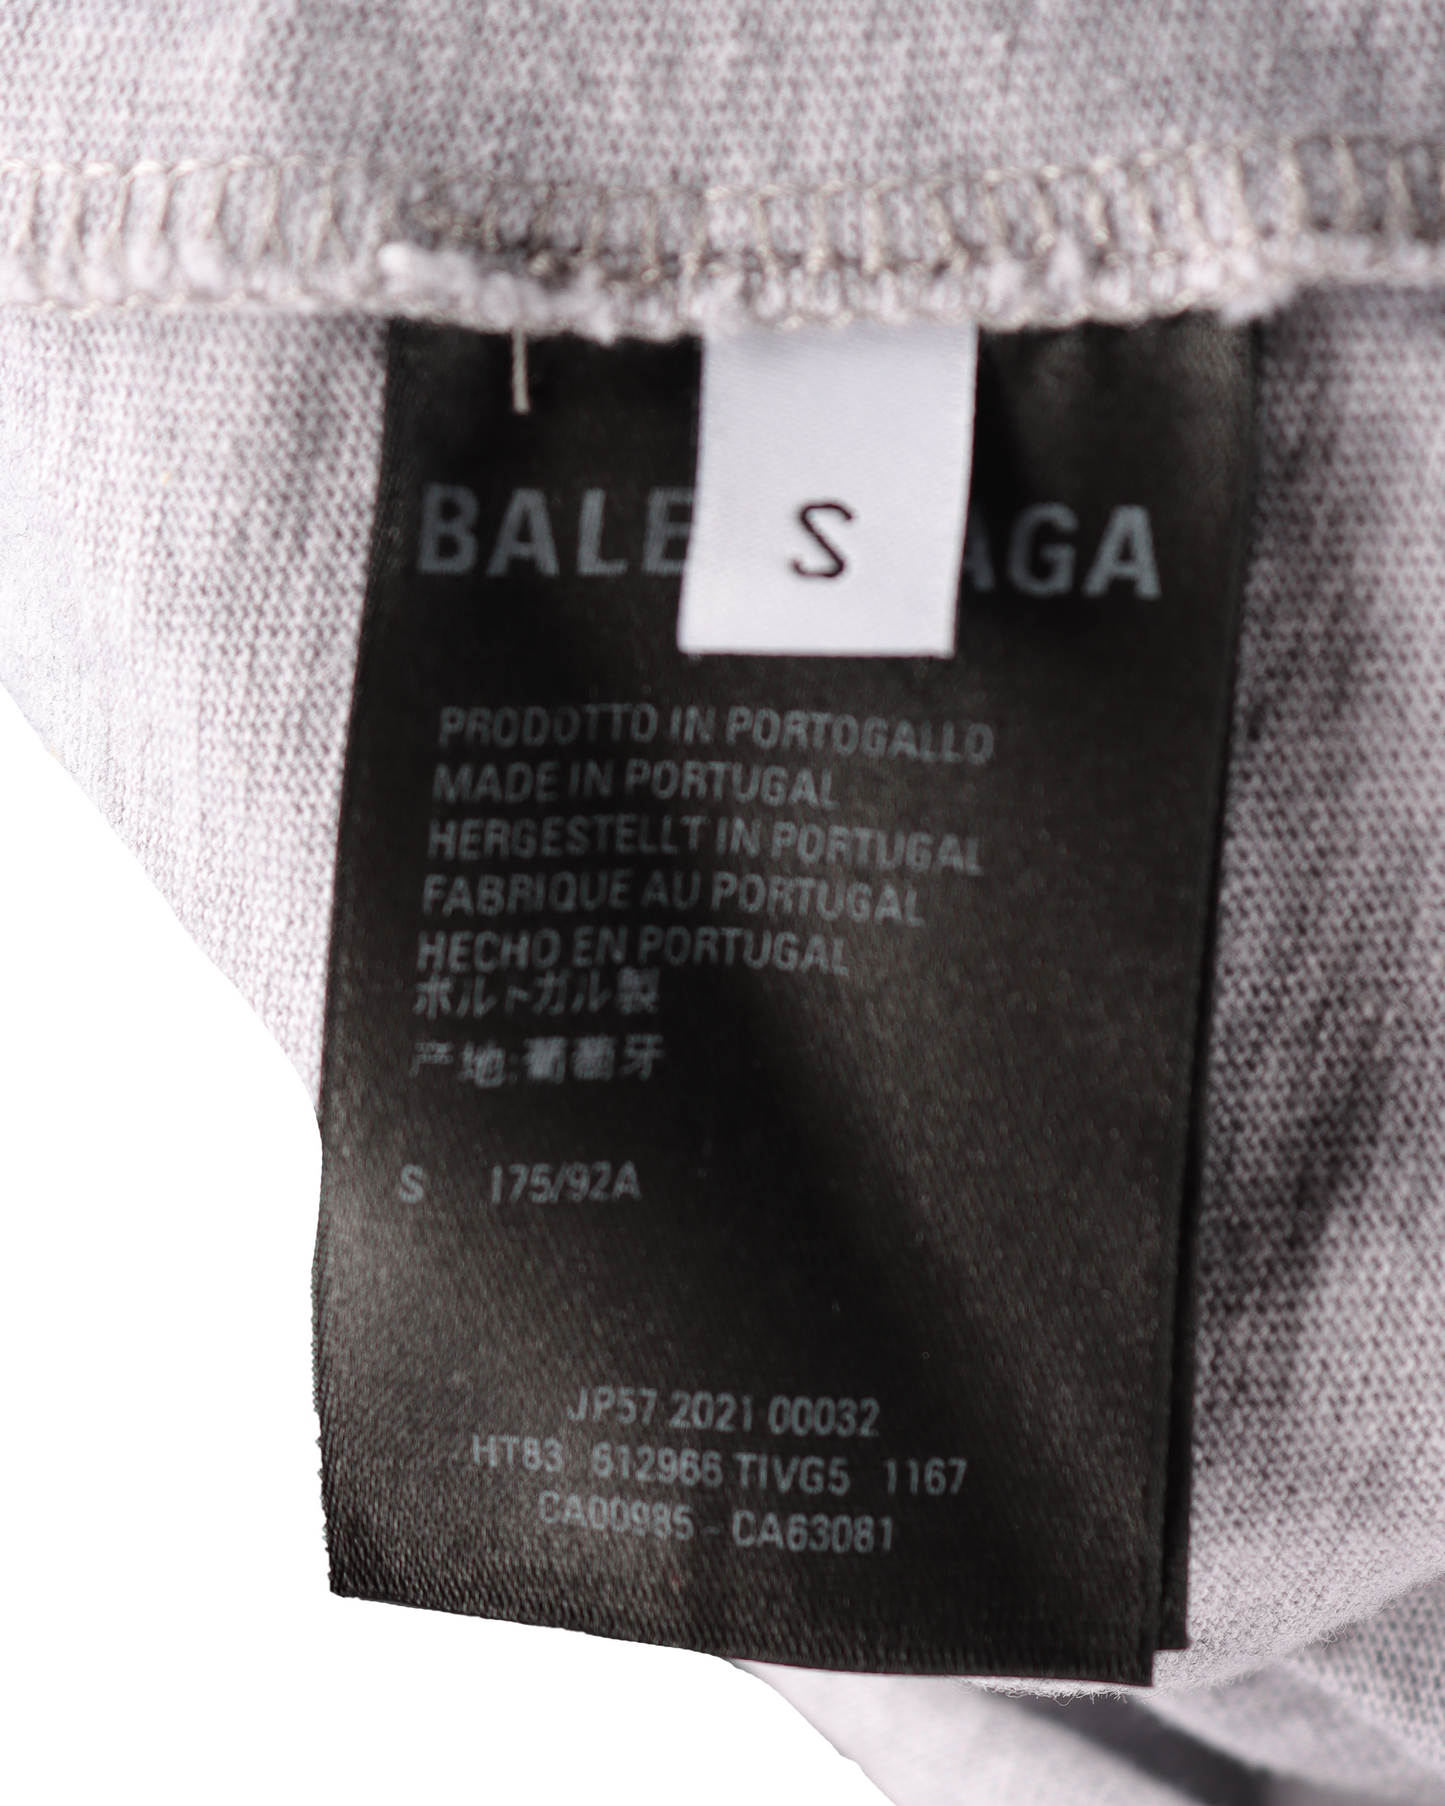 S
BALE AGA
PRODOTTO IN PORTOGALLO
MADE IN PORTUGAL
HERGESTELLT IN PORTUGAL
FABRIQUE AU PORTUGAL
HECHO EN PORTUGAL
ポルトガル製
产地:葡萄牙
S 175/92A
JP57 2021 00032
HT83 612966 TIVG5 1167
CA00985 - CA63081